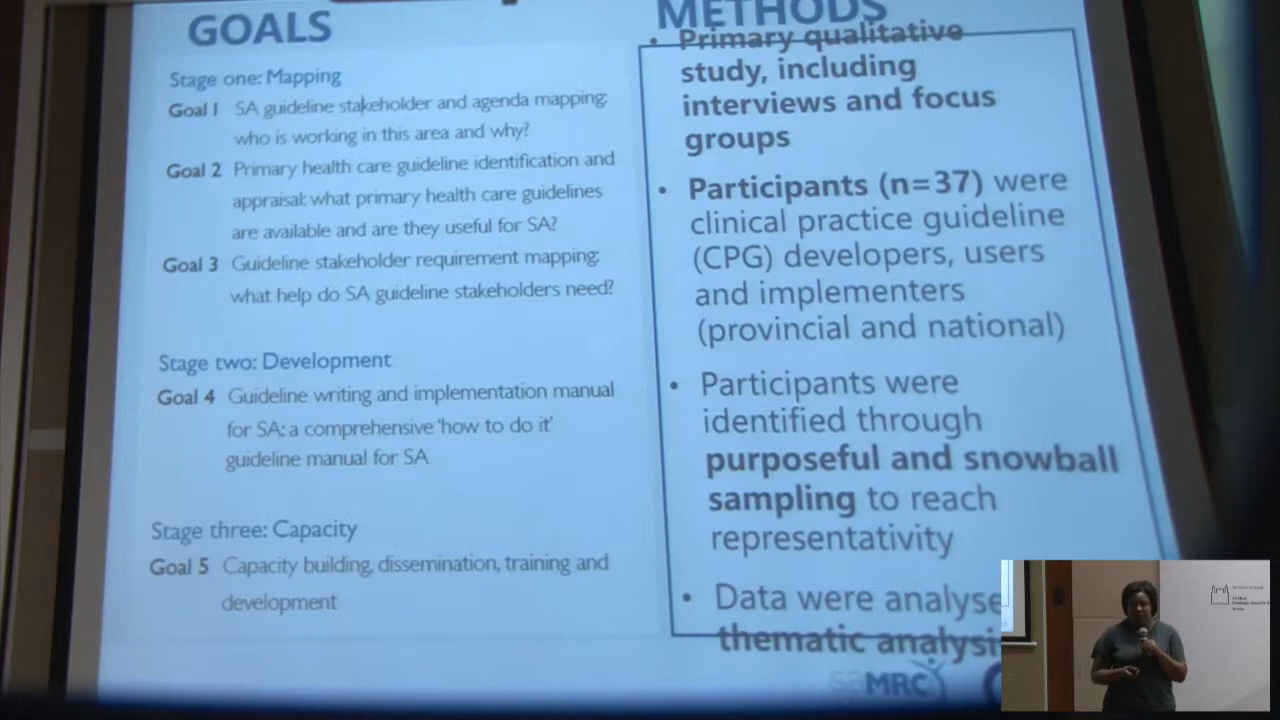 GOALS
Stage one: Mapping
Goal 1 SA guideline stakeholder and agenda mapping:
who is working in this area and why?
Goal 2 Primary health care guideline identification and
appraisal: what primary health care guidelines
are available and are they useful for SA?
Goal 3 Guideline stakeholder requirement mapping:
what help do SA guideline stakeholders need?
Stage two: Development
Goal 4 Guideline writing and implementation manual
for SA: a comprehensive 'how to do it'
guideline manual for SA
Stage three: Capacity
Goal 5 Capacity building, dissemination, training and
development
METHODS
• Primary qualitative
study, including
interviews and focus
groups
• Participants (n=37) were
clinical practice guideline
(CPG) developers, users
and implementers
(provincial and national)
• Participants were
identified through
purposeful and snowball
sampling to reach
representativity
• Data were analyse
thematic analysi
saMRC